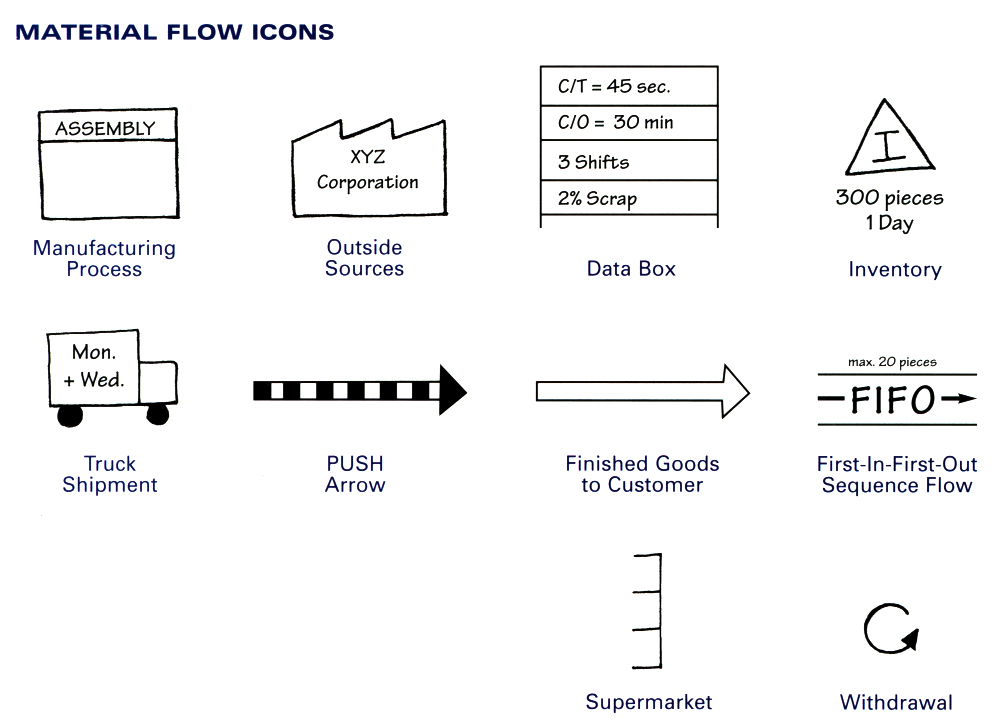 MATERIAL FLOW ICONS
ASSEMBLY
Manufacturing
Process
XYZ
Corporation
Outside
Sources
C/T = 45 sec.
C/O = 30 min
3 Shifts
2% Scrap
Data Box
I
300 pieces
1 Day
Inventory
Mon.
+ Wed.
Truck
Shipment
PUSH
Arrow
Finished Goods
to Customer
max. 20 pieces
FIFO
First-In-First-Out
Sequence Flow
Supermarket
Withdrawal